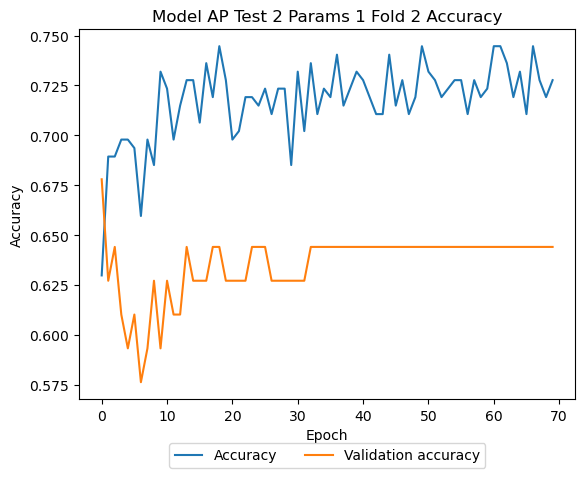 Model AP Test 2 Params 1 Fold 2 Accuracy
0.750
0.725
0.700
0.675
0.650
0.625
0.600
0.575
Accuracy
0 10 20 30 40 50 60 70
Epoch
Accuracy Validation accuracy